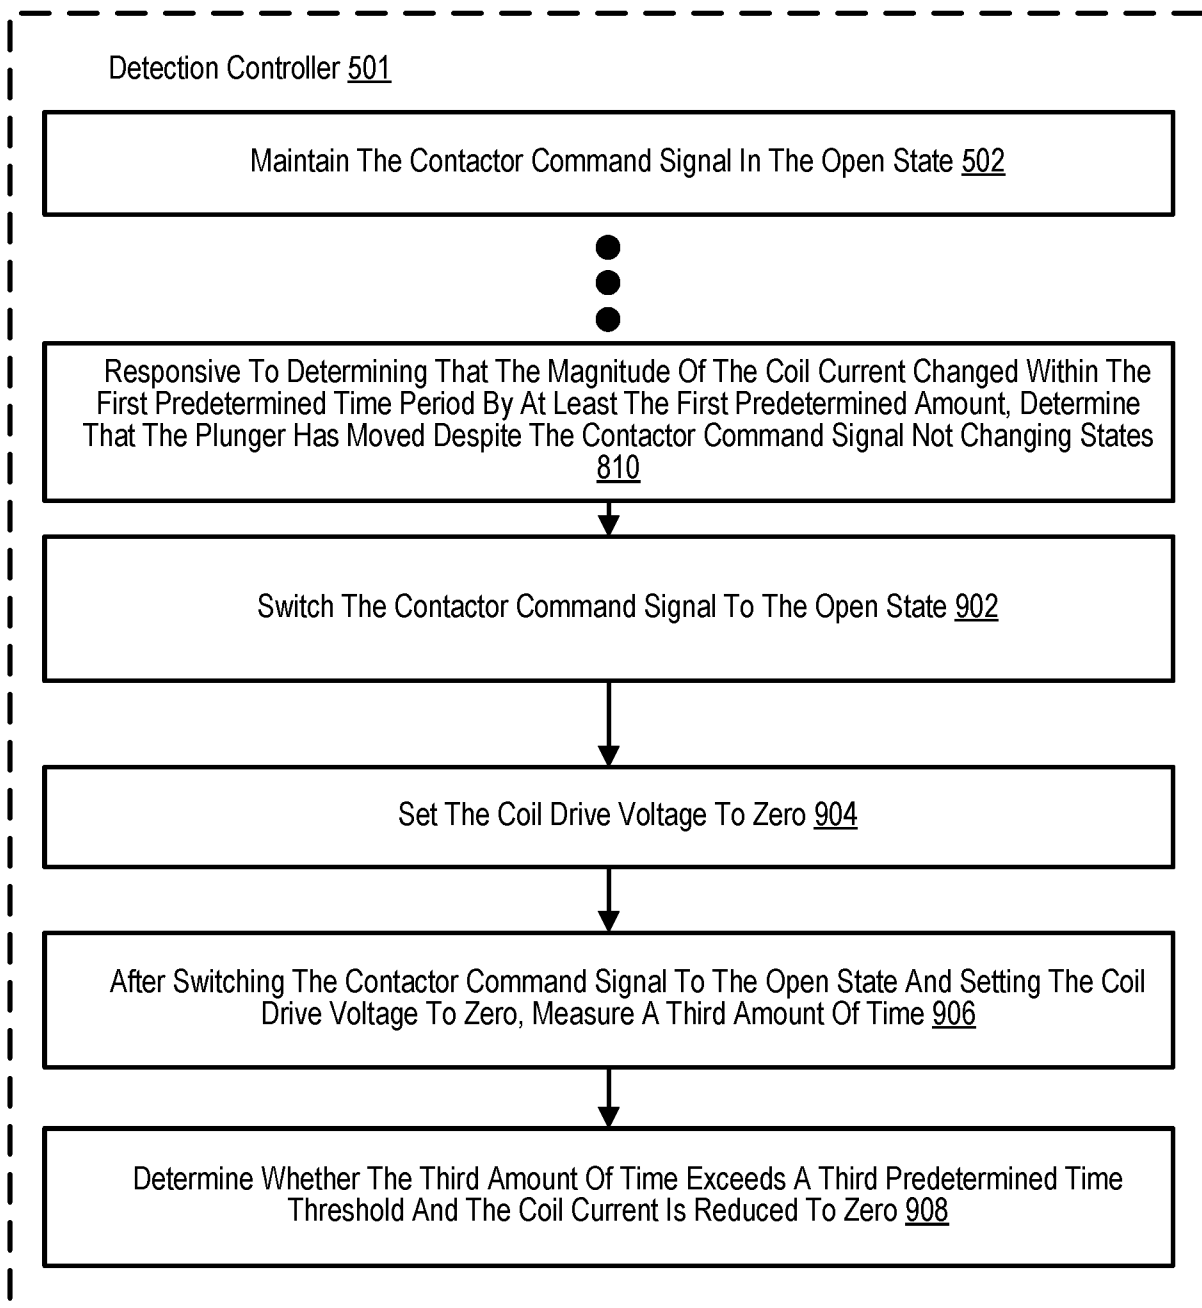 Detection Controller 501
Maintain The Contactor Command Signal In The Open State 502
Responsive To Determining That The Magnitude Of The Coil Current Changed Within The
First Predetermined Time Period By At Least The First Predetermined Amount, Determine
That The Plunger Has Moved Despite The Contactor Command Signal Not Changing States
810
Switch The Contactor Command Signal To The Open State 902
Set The Coil Drive Voltage To Zero 904
After Switching The Contactor Command Signal To The Open State And Setting The Coil
Drive Voltage To Zero, Measure A Third Amount Of Time 906
Determine Whether The Third Amount Of Time Exceeds A Third Predetermined Time
Threshold And The Coil Current Is Reduced To Zero 908